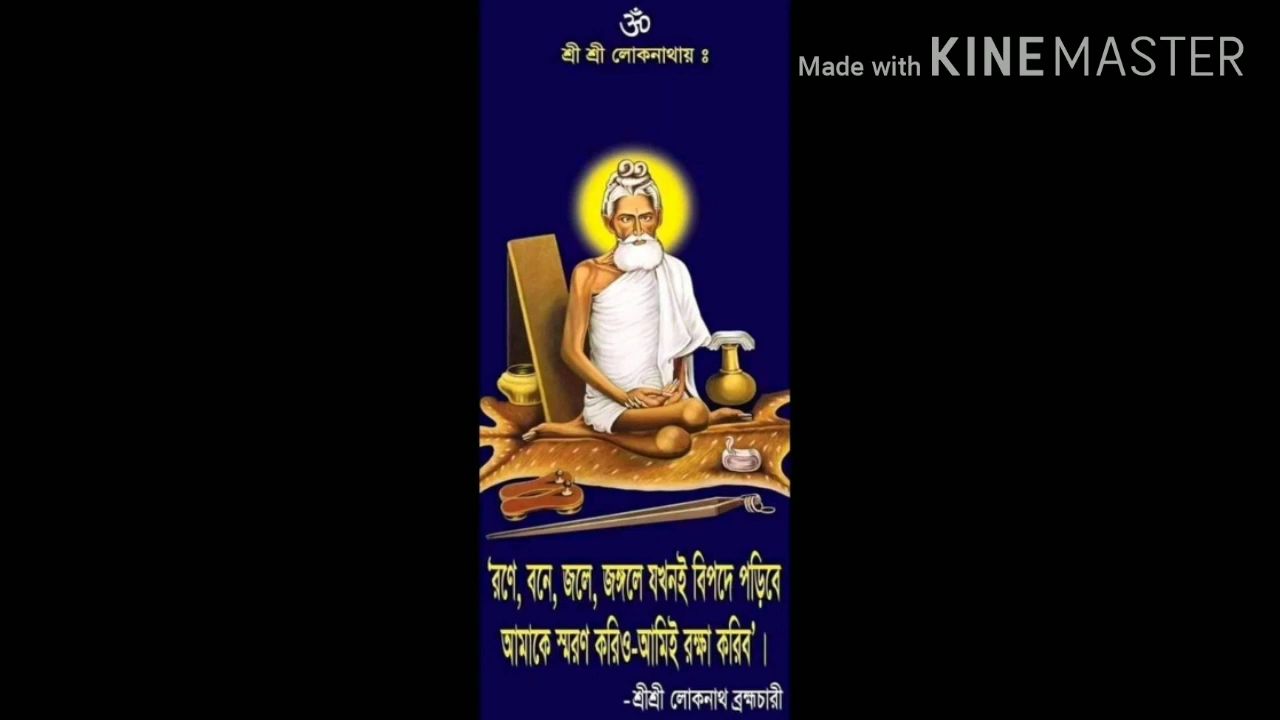 ॐ
শ্রী শ্রী লোকনাথায় ঃ
Made with KINEMASTER
'রণে, বনে, জলে, জঙ্গলে যখনই বিপদে পড়িবে
আমাকে স্মরণ করিও-আমিই রক্ষা করিব'।
-শ্রীশ্রী লোকনাথ ব্রহ্মচারী